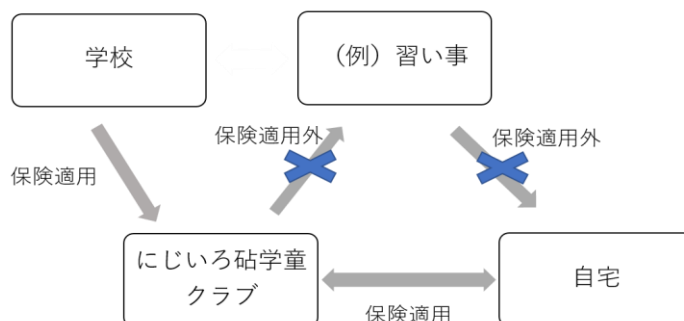 学校
（例）習い事
保険適用外
保険適用外
保険適用
にじいろ砧学童
クラブ
自宅
保険適用